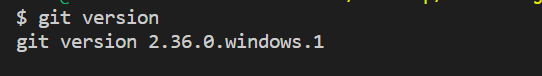 $ git version
git version 2.36.0.windows.1